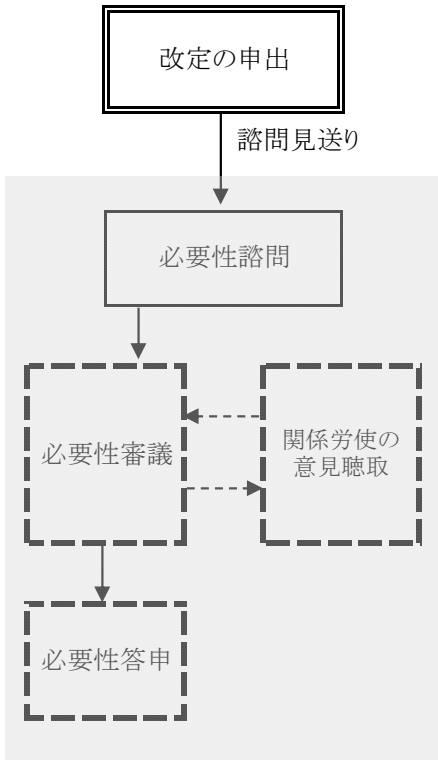 改定の申出
諮問見送り
必要性諮問
必要性審議
関係労使の
意見聴取
必要性答申